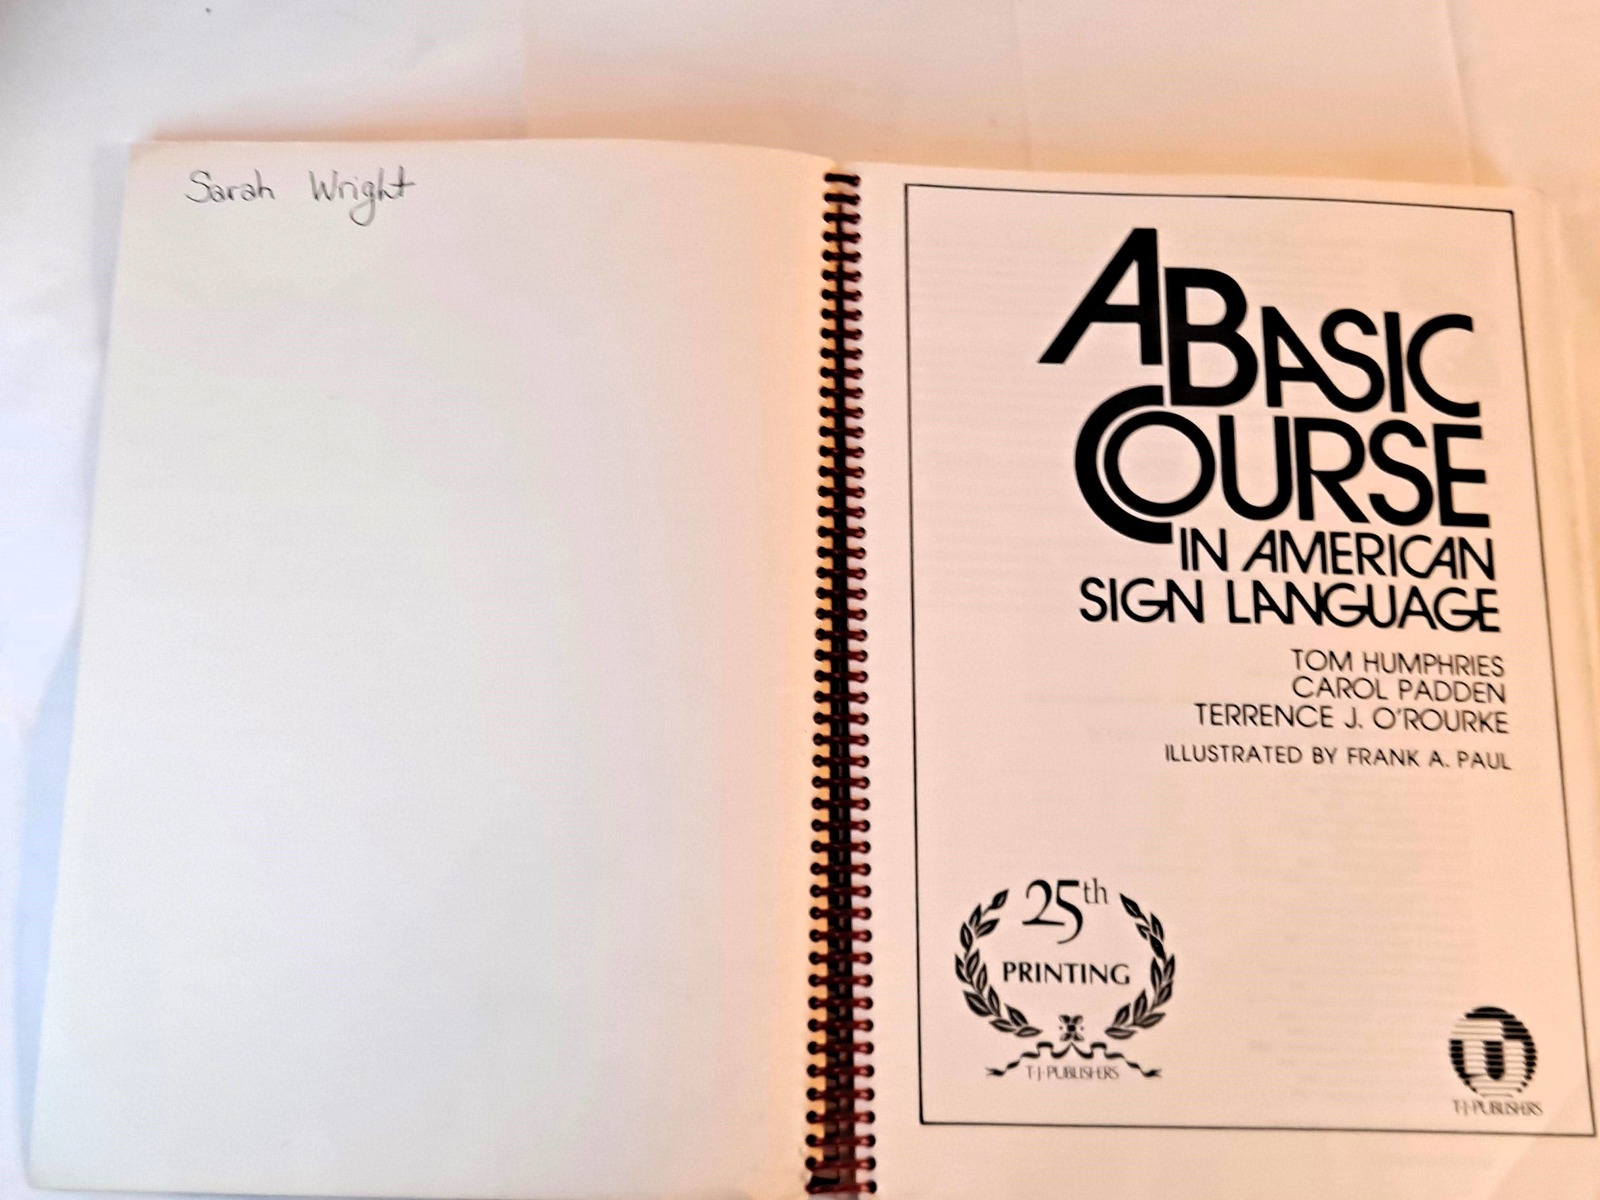 Sarah Wright
A BASIC
COURSE
IN AMERICAN
SIGN LANGUAGE
TOM HUMPHRIES
CAROL PADDEN
TERRENCE J. O'ROURKE
ILLUSTRATED BY FRANK A. PAUL
25th
PRINTING
T·J·PUBLISHERS
T·J·PUBLISHERS